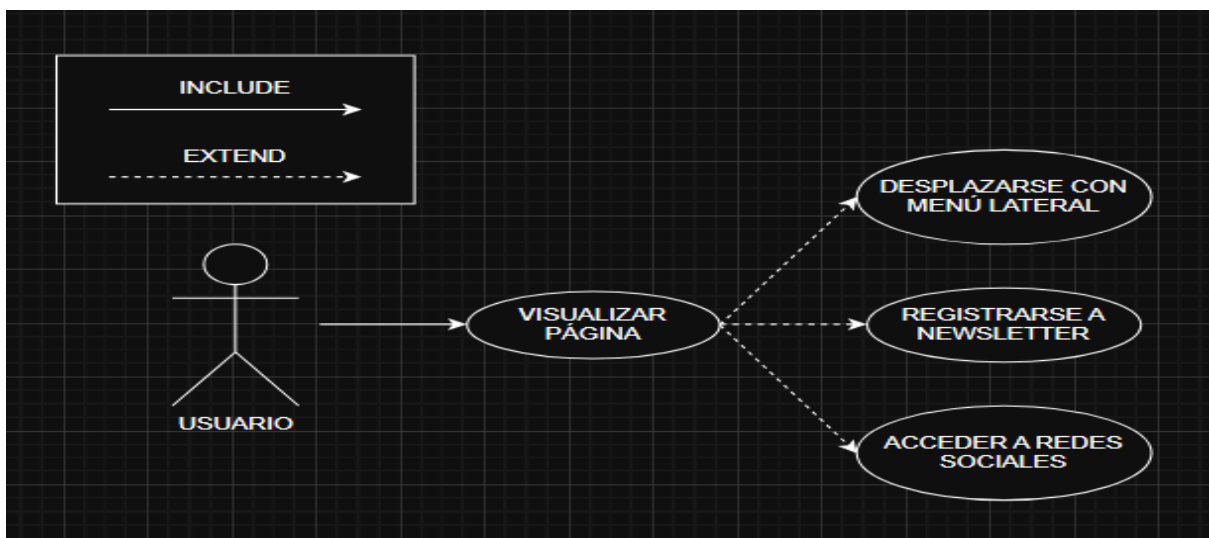 INCLUDE
EXTEND
USUARIO
VISUALIZAR
PÁGINA
DESPLAZARSE CON
MENÚ LATERAL
REGISTRARSE A
NEWSLETTER
ACCEDER A REDES
SOCIALES